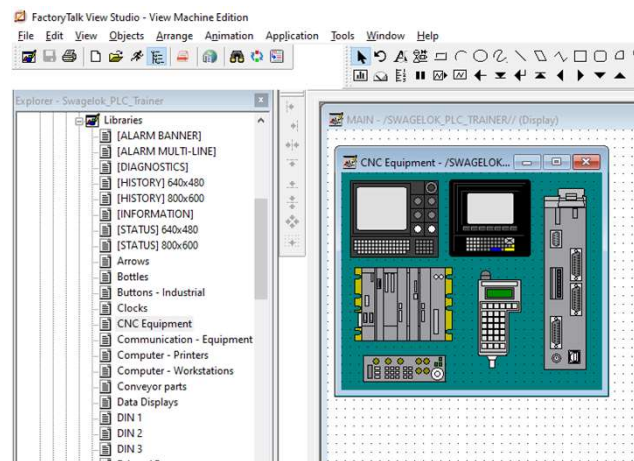 FactoryTalk View Studio - View Machine Edition
File Edit View Objects Arrange Animation Application Tools Window Help
Explorer - Swagelok_PLC_Trainer
Libraries
[ALARM BANNER]
[ALARM MULTI-LINE]
[DIAGNOSTICS]
[HISTORY] 640x480
[HISTORY] 800x600
[INFORMATION]
[STATUS] 640x480
[STATUS] 800x600
Arrows
Bottles
Buttons - Industrial
Clocks
CNC Equipment
Communication - Equipment
Computer - Printers
Computer - Workstations
Conveyor parts
Data Displays
DIN 1
DIN 2
DIN 3
MAIN - /SWAGELOK_PLC_TRAINER// (Display)
CNC Equipment - /SWAGELOK...